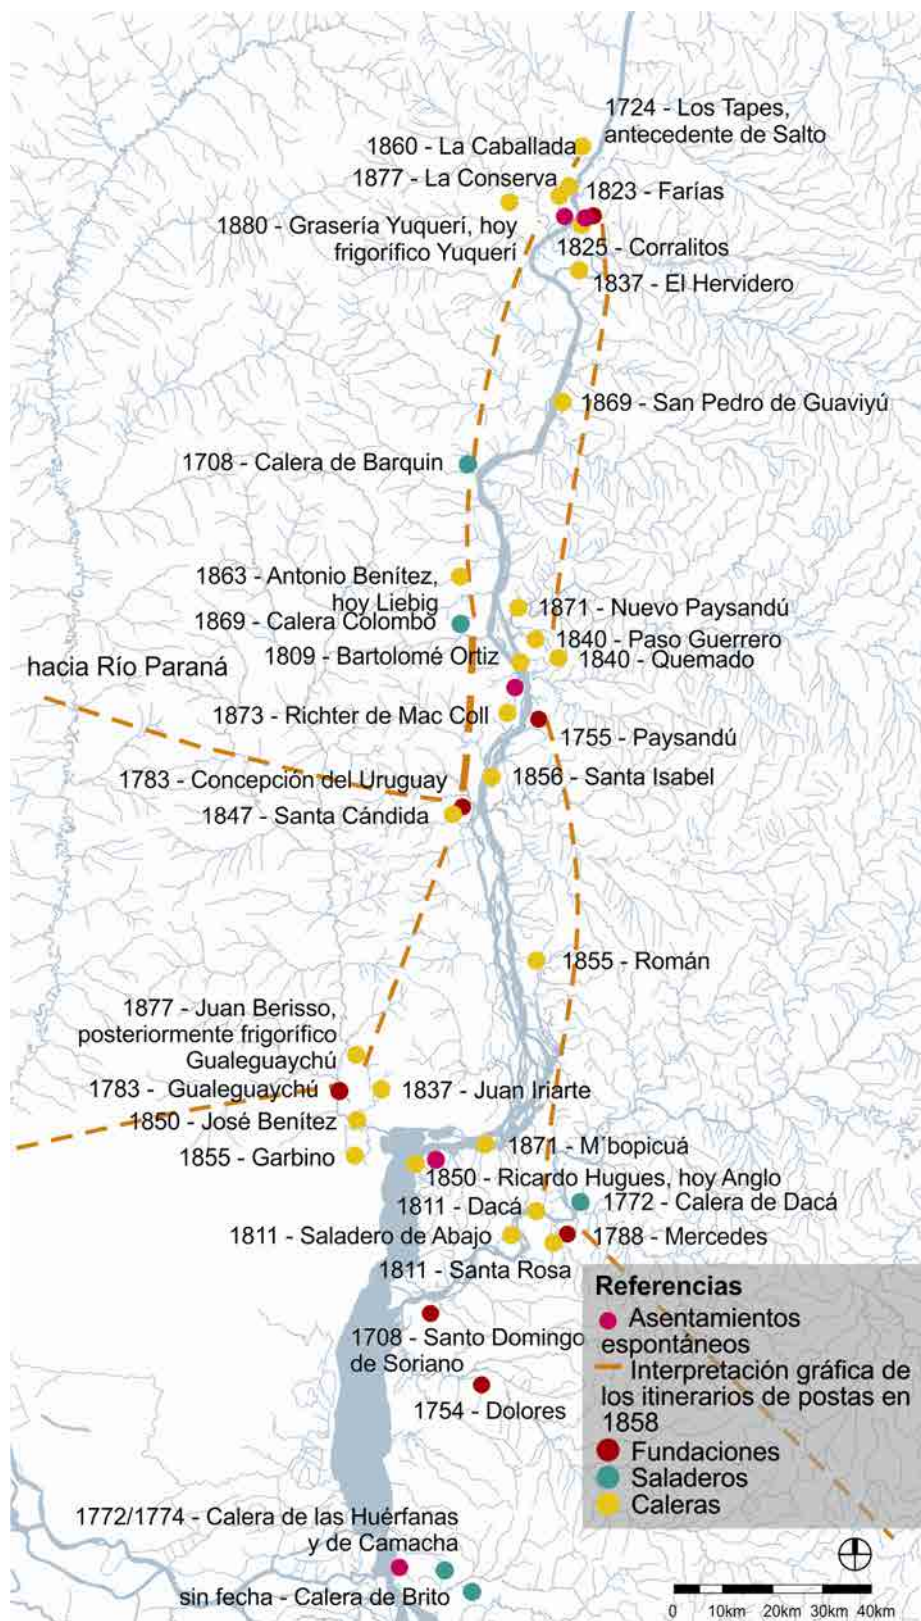 1724 - Los Tapes,
antecedente de Salto
1860 - La Caballada
1877 - La Conserva
1823 - Farías
1880 - Grasería Yuquerí, hoy
frigorífico Yuquerí
1825 - Corralitos
1837 - El Hervidero
1869 - San Pedro de Guaviyú
1708 - Calera de Barquin
1863 - Antonio Benítez,
hoy Liebig
1871 - Nuevo Paysandú
1869 - Calera Colombo
1840 - Paso Guerrero
1809 - Bartolomé Ortiz
1840 - Quemado
hacia Río Paraná
1873 - Richter de Mac Coll
1755 - Paysandú
1783 - Concepción del Uruguay
1856 - Santa Isabel
1847 - Santa Cándida
1855 - Román
1877 - Juan Berisso,
posteriormente frigorífico
Gualeguaychú
1783 - Gualeguaychú
1837 - Juan Iriarte
1850 - José Benítez
1871 - M´bopicuá
1855 - Garbino
1850 - Ricardo Hugues, hoy Anglo
1811 - Dacá
1772 - Calera de Dacá
1811 - Saladero de Abajo
1788 - Mercedes
1811 - Santa Rosa
1708 - Santo Domingo
de Soriano
1754 - Dolores
1772/1774 - Calera de las Huérfanas
y de Camacha
sin fecha - Calera de Brito
Referencias
Asentamientos
espontáneos
Interpretación gráfica de
los itinerarios de postas en
1858
Fundaciones
Saladeros
Caleras
0 10km 20km 30km 40km